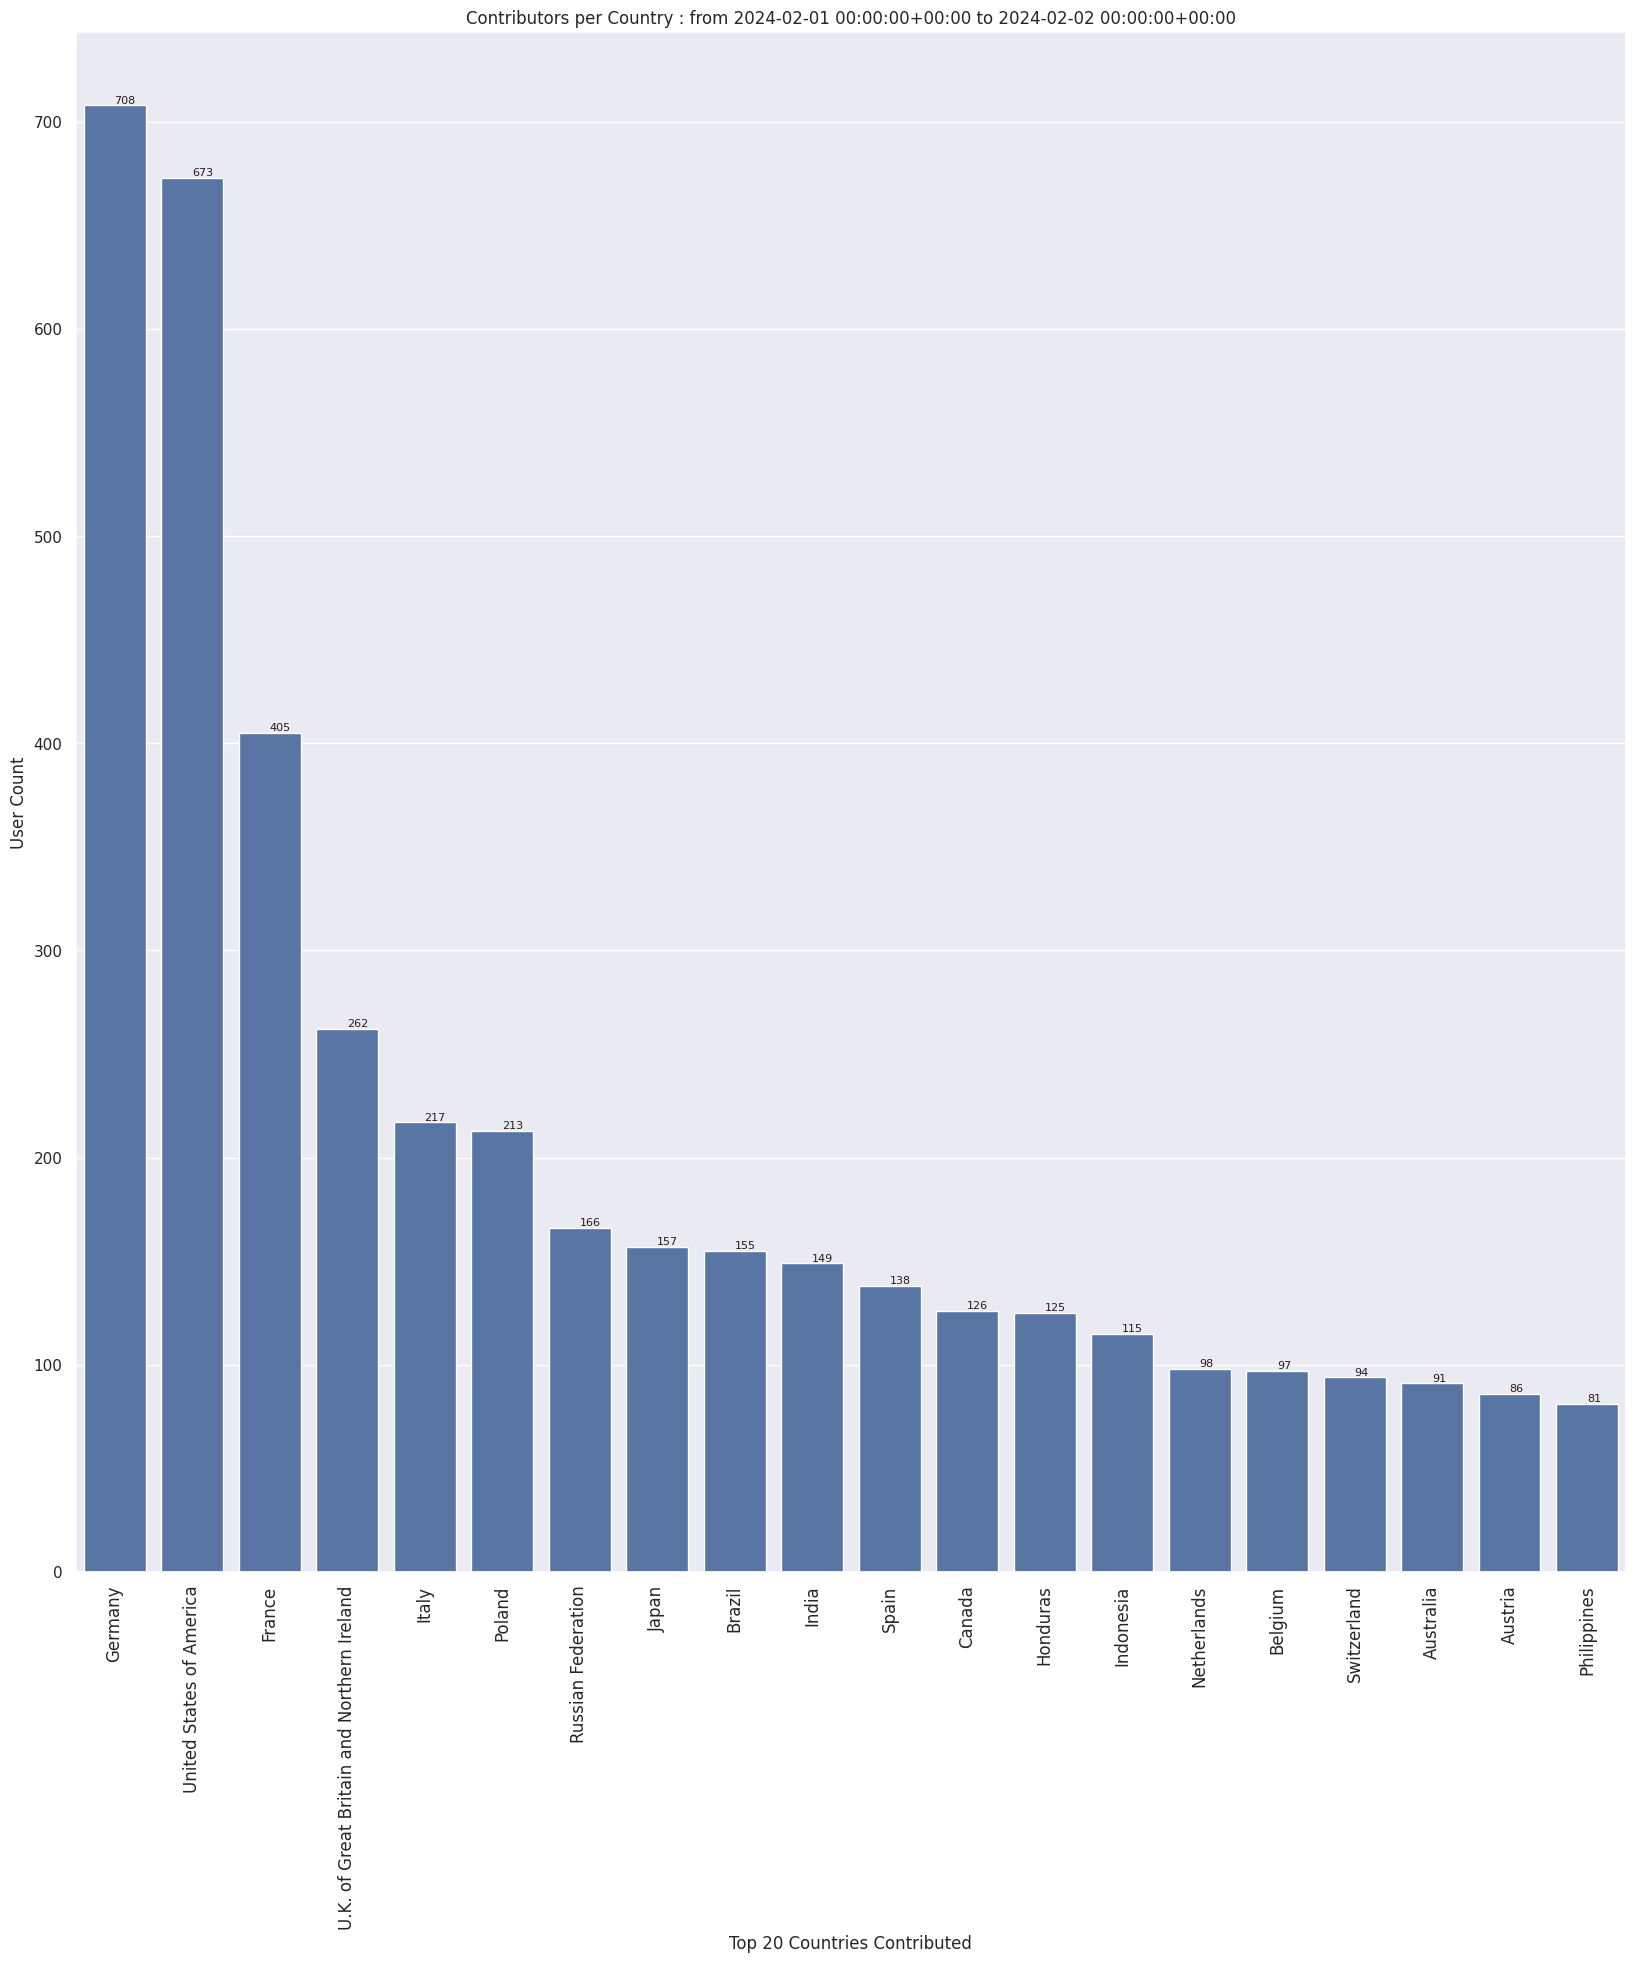 Contributors per Country : from 2024-02-01 00:00:00+00:00 to 2024-02-02 00:00:00+00:00
User Count
700
600
500
400
300
200
100
0
708
673
405
262
217
213
166
157
155
149
138
126
125
115
98
97
94
91
86
81
Germany
United States of America
France
U.K. of Great Britain and Northern Ireland
Italy
Poland
Russian Federation
Japan
Brazil
India
Spain
Canada
Honduras
Indonesia
Netherlands
Belgium
Switzerland
Australia
Austria
Philippines
Top 20 Countries Contributed